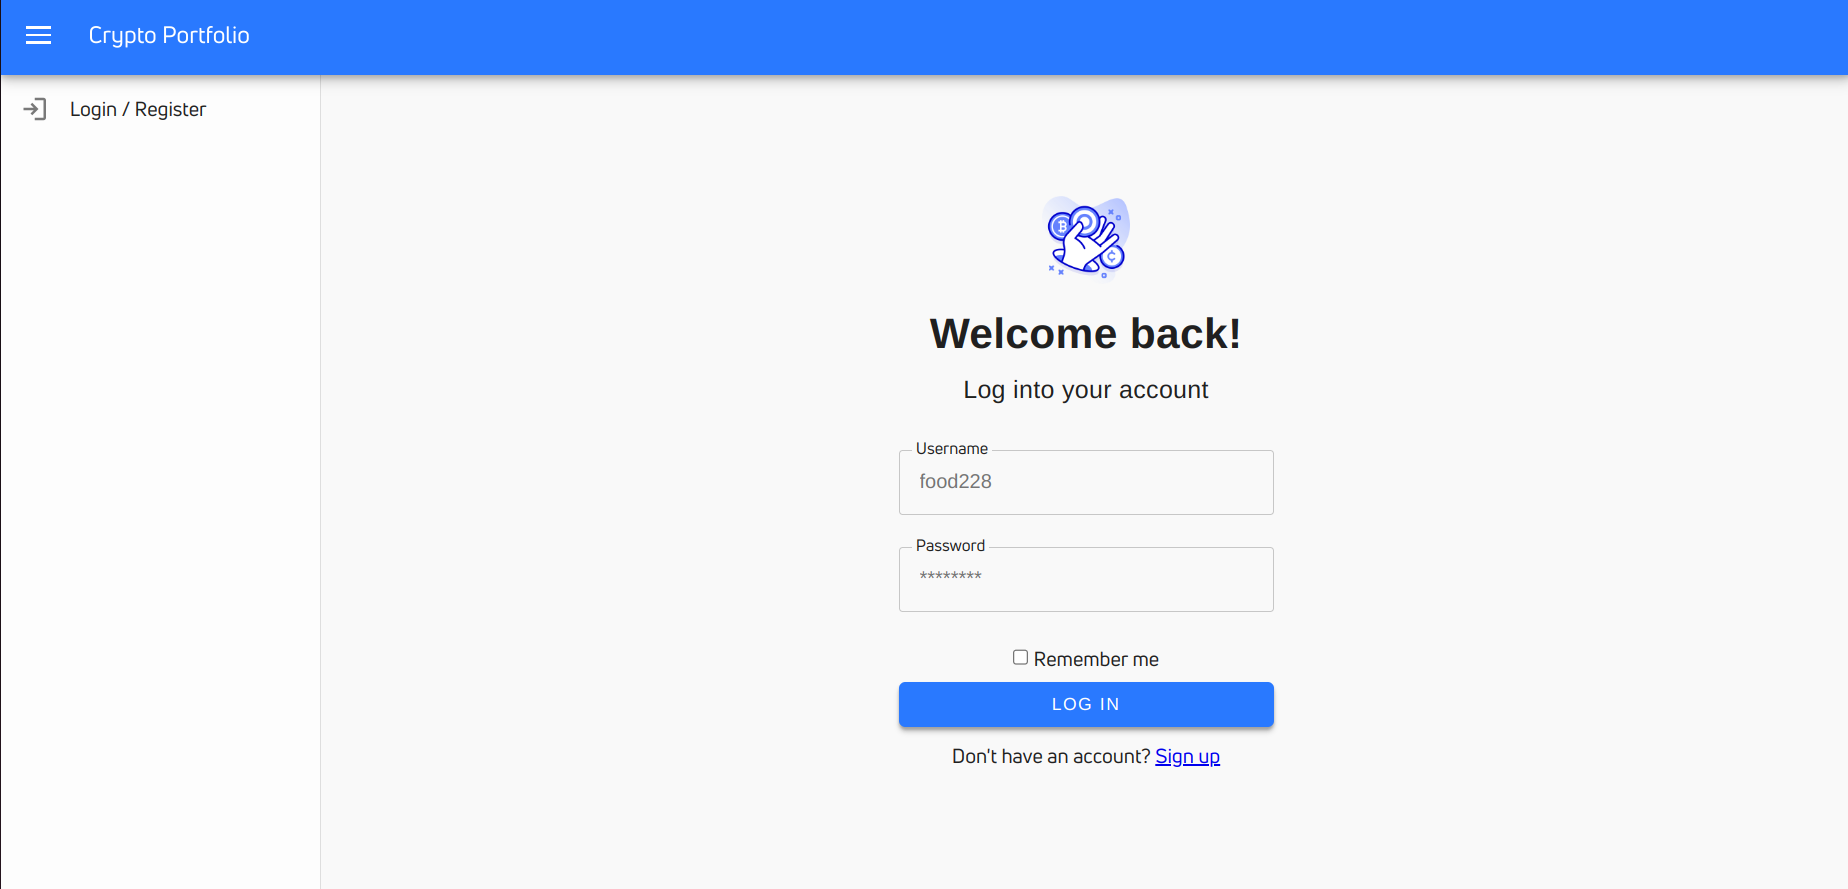 Crypto Portfolio
Login / Register
Welcome back!
Log into your account
Username
food228
Password
********
Remember me
LOG IN
Don't have an account? Sign up